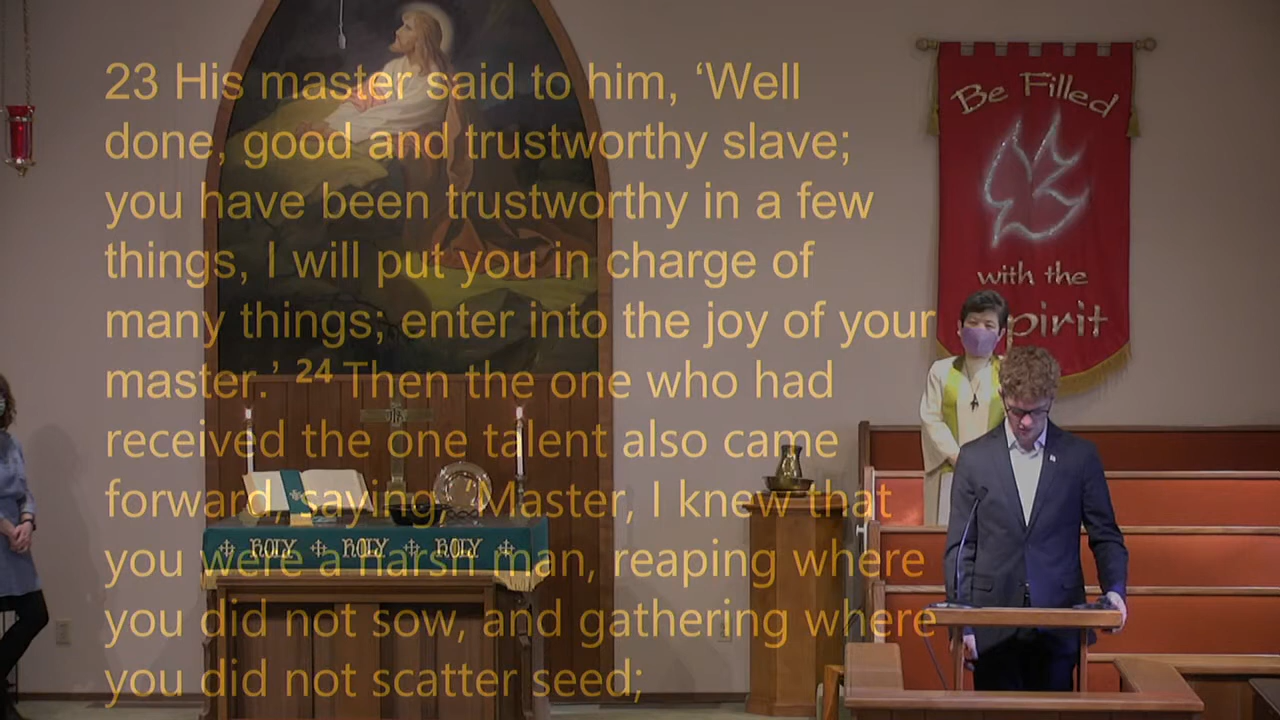 23 His master said to him, ‘Well
done, good and trustworthy slave;
you have been trustworthy in a few
things, I will put you in charge of
many things; enter into the joy of your
master.’ 24 Then the one who had
received the one talent also came
forward, saying, ‘Master, I knew that
you were a harsh man, reaping where
you did not sow, and gathering where
you did not scatter seed;
Be Filled
with the
Spirit
HOLY HOLY HOLY